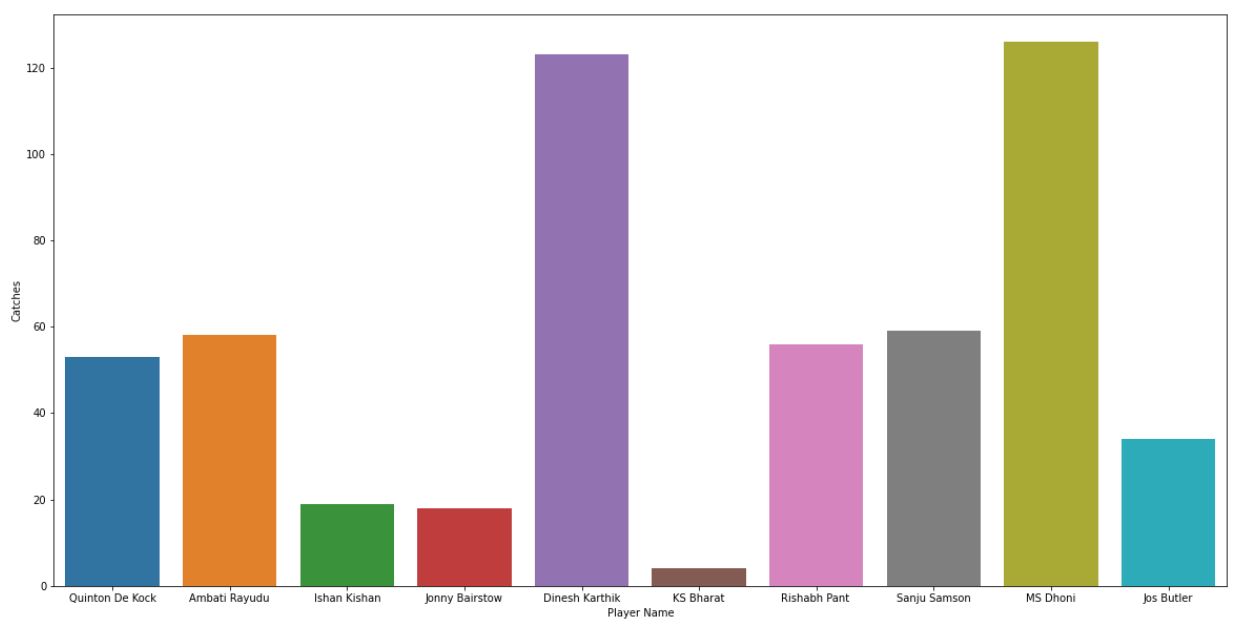 120
100
80
60
40
20
0
Catches
Quinton De Kock
Ambati Rayudu
Ishan Kishan
Jonny Bairstow
Dinesh Karthik
KS Bharat
Rishabh Pant
Sanju Samson
MS Dhoni
Jos Butler
Player Name